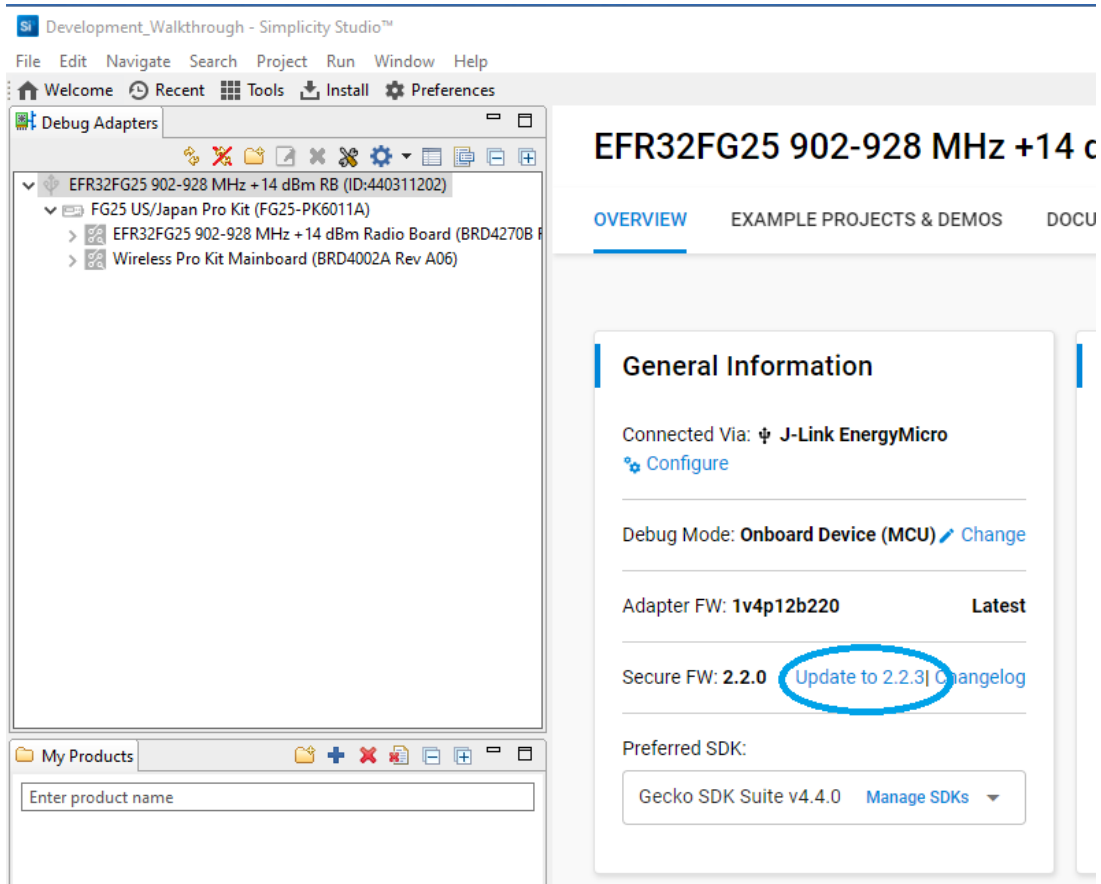 Si Development_Walkthrough - Simplicity Studio™
File Edit Navigate Search Project Run Window Help
Welcome Recent Tools Install Preferences
Debug Adapters
EFR32FG25 902-928 MHz +14 dBm RB (ID:440311202)
FG25 US/Japan Pro Kit (FG25-PK6011A)
EFR32FG25 902-928 MHz +14 dBm Radio Board (BRD4270B
Wireless Pro Kit Mainboard (BRD4002A Rev A06)
My Products
Enter product name
EFR32FG25 902-928 MHz +14
OVERVIEW EXAMPLE PROJECTS & DEMOS DOCU
General Information
Connected Via: J-Link EnergyMicro
Configure
Debug Mode: Onboard Device (MCU) Change
Adapter FW: 1v4p12b220 Latest
Secure FW: 2.2.0 Update to 2.2.3| Changelog
Preferred SDK:
Gecko SDK Suite v4.4.0 Manage SDKs